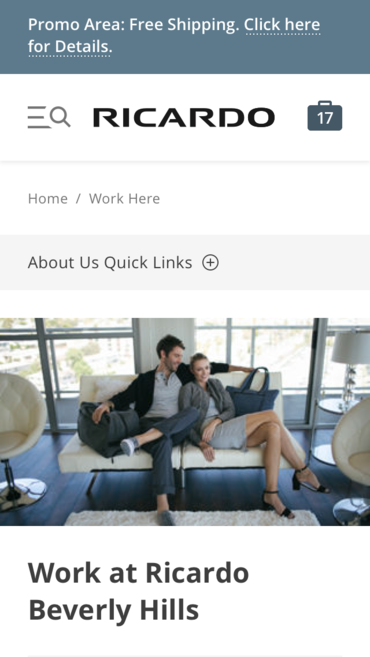 Promo Area: Free Shipping. Click here
for Details.
RICARDO
17
Home / Work Here
About Us Quick Links
Work at Ricardo
Beverly Hills